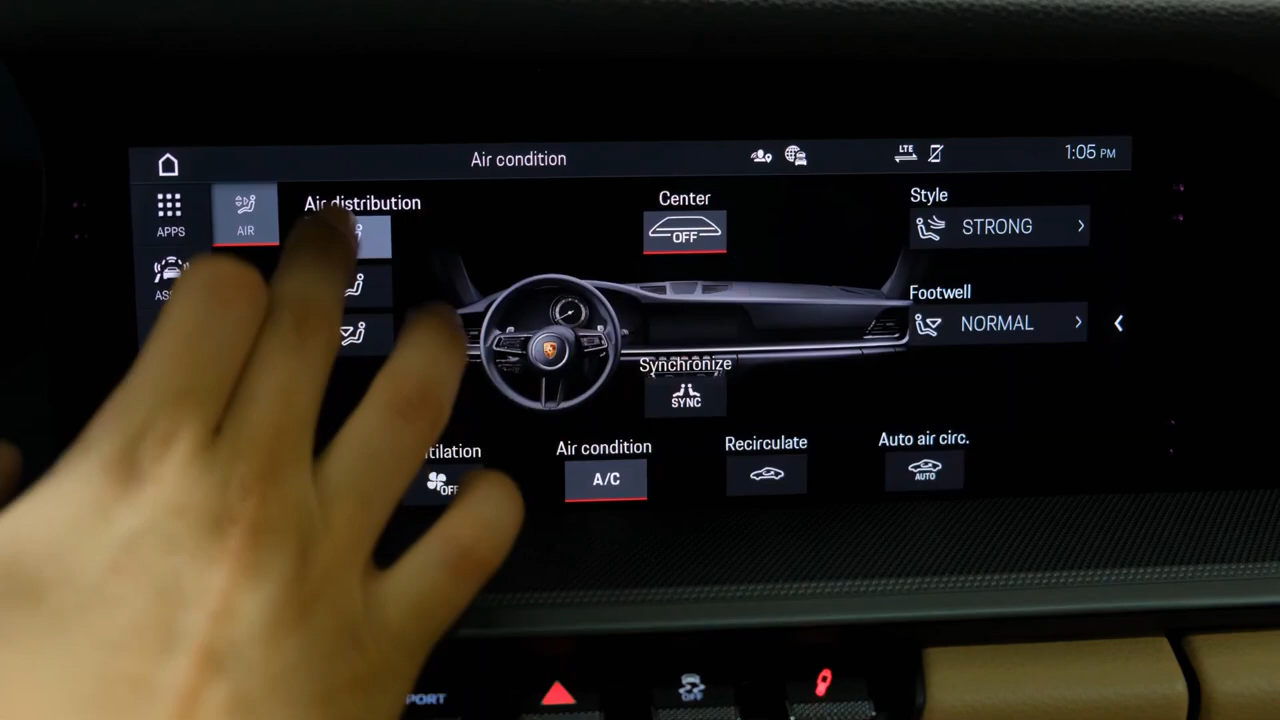 Air condition
LTE
1:05 PM
APPS
AIR
Air distribution
Center
OFF
Style
STRONG
Footwell
NORMAL
Synchronize
SYNC
OFF
Air condition
A/C
Recirculate
Auto air circ.
AUTO
OFF